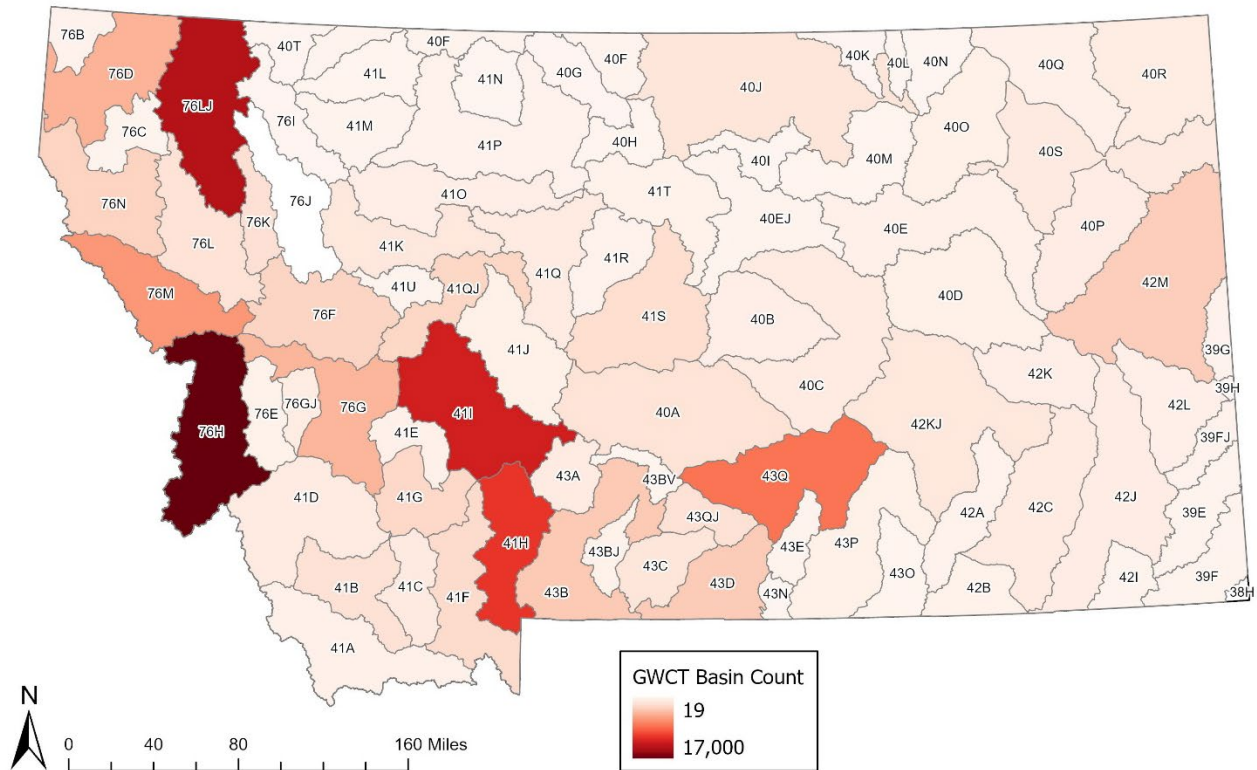 76B
76D
76LJ
40T
40F
41L
41N
40G
40F
40J
40K
40L
40N
40Q
40R
76C
76I
41M
41P
40H
40I
40M
40O
40S
76N
76L
76K
76J
41O
41T
40EJ
40E
40P
41K
41U
41QJ
41Q
41R
42M
76M
76F
41J
41S
40B
40D
39G
76H
76E
76GJ
76G
41I
41E
40A
40C
42K
39H
42L
42KJ
39FJ
41D
41G
43A
43BV
43Q
41H
43QJ
43E
43P
42A
42C
42J
39E
41B
41C
41F
43BJ
43B
43C
43D
43N
43O
42B
42I
39F
38H
41A
N
0 40 80 160 Miles
GWCT Basin Count
19
17,000